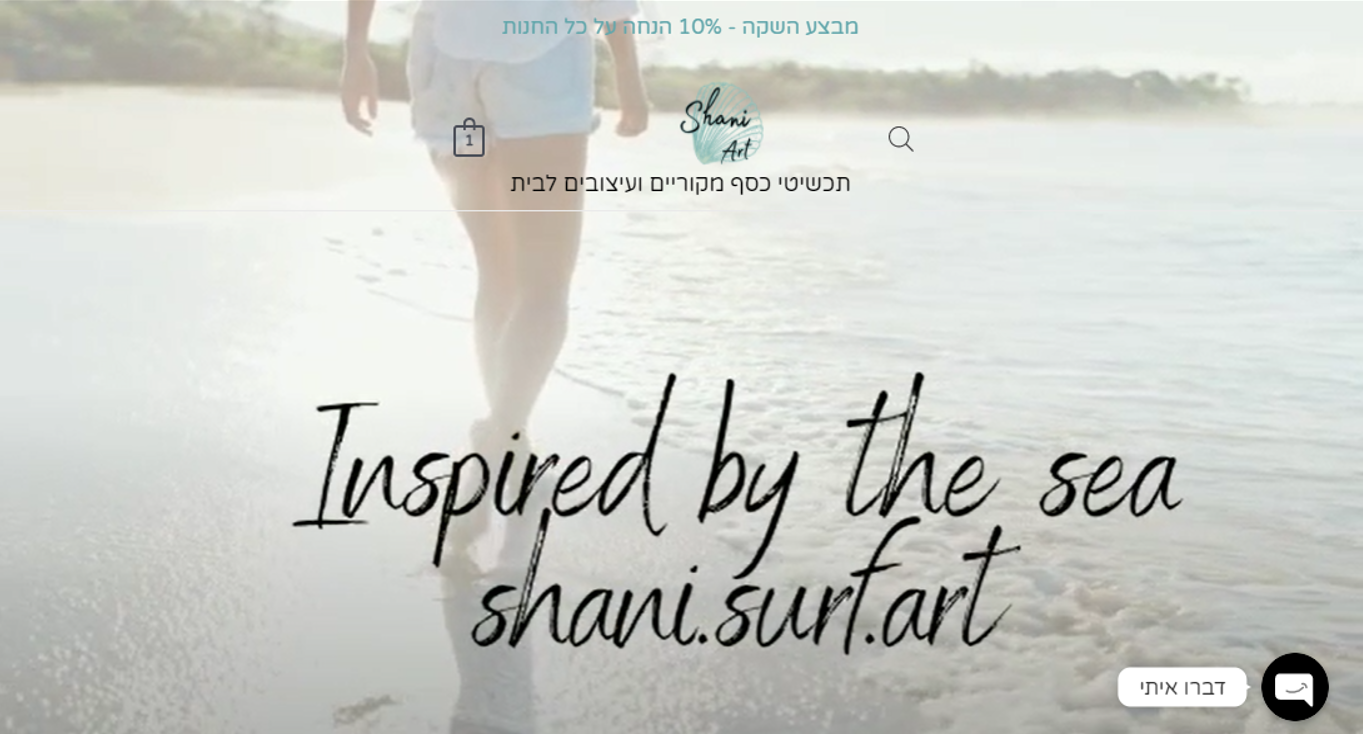 מבצע השקה - 10% הנחה על כל החנות
1
Shani
Art
תכשיטי כסף מקוריים ועיצובים לבית
Inspired by the sea
shani.surf.art
דברו איתי